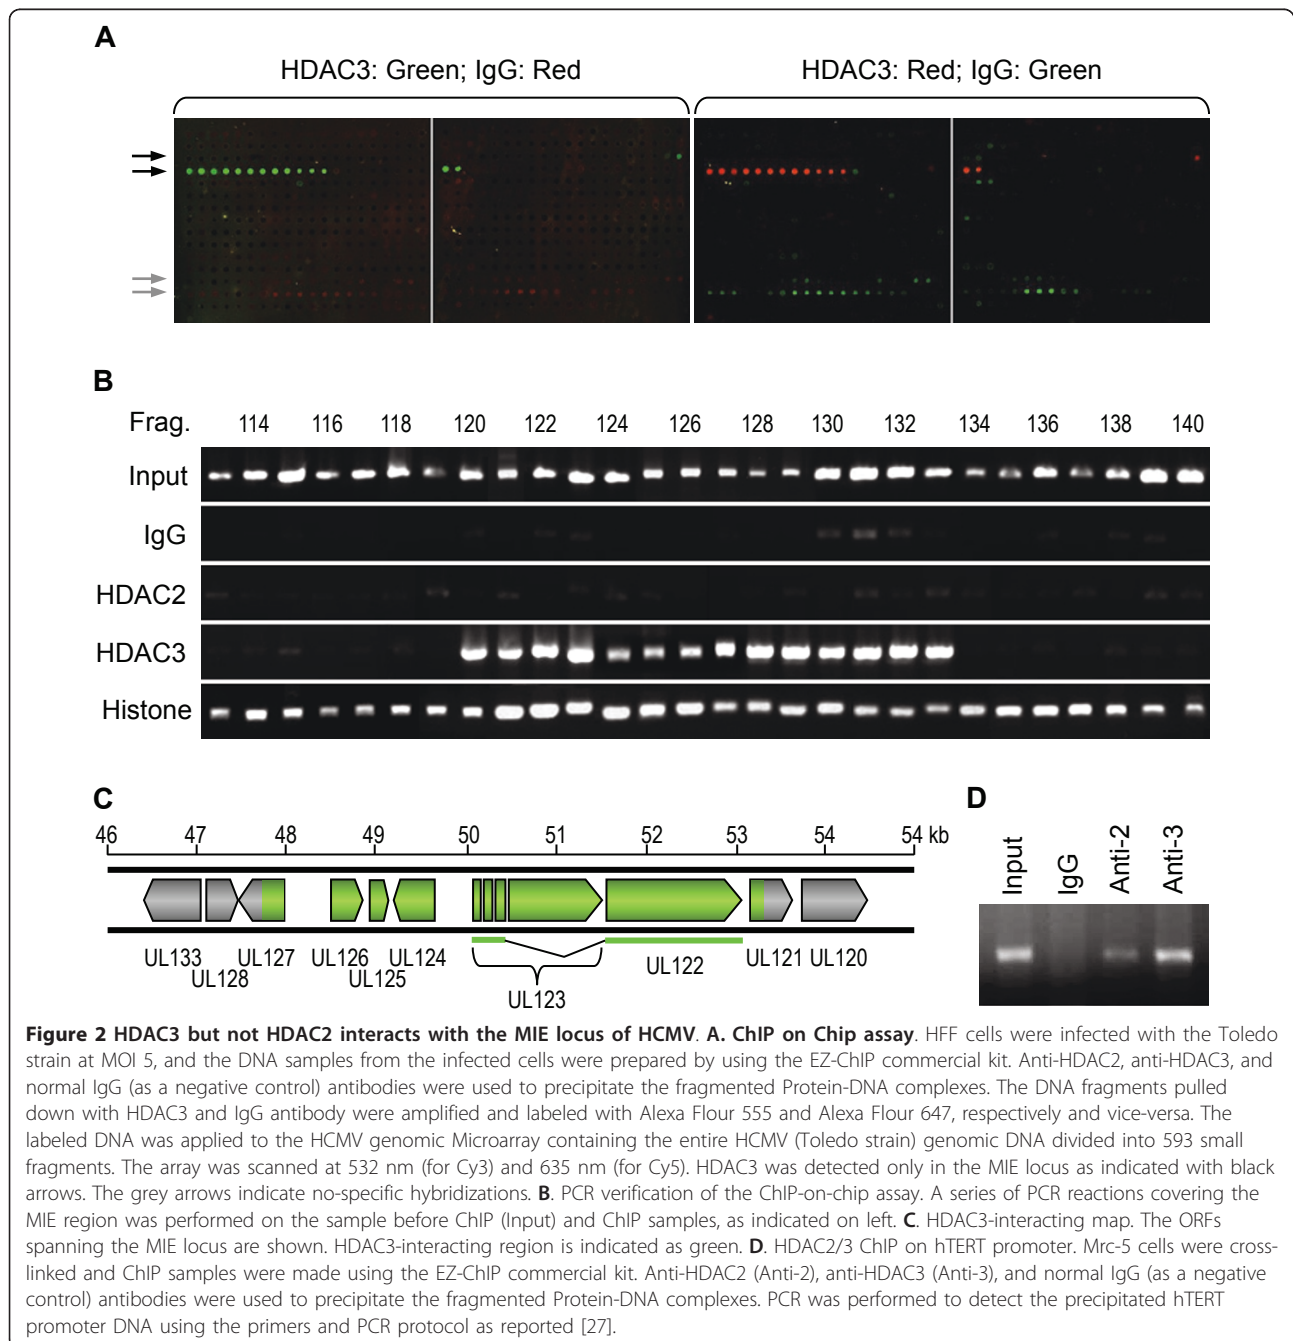 A
HDAC3: Green; IgG: Red
HDAC3: Red; IgG: Green
B
Frag. 114 116 118 120 122 124 126 128 130 132 134 136 138 140
Input
IgG
HDAC2
HDAC3
Histone
C
46 47 48 49 50 51 52 53 54 54 kb
UL133 UL128 UL127 UL126 UL125 UL124 UL123 UL122 UL121 UL120
D
Input IgG Anti-2 Anti-3
Figure 2 HDAC3 but not HDAC2 interacts with the MIE locus of HCMV. A. ChIP on Chip assay. HFF cells were infected with the Toledo
strain at MOI 5, and the DNA samples from the infected cells were prepared by using the EZ-ChIP commercial kit. Anti-HDAC2, anti-HDAC3, and
normal IgG (as a negative control) antibodies were used to precipitate the fragmented Protein-DNA complexes. The DNA fragments pulled
down with HDAC3 and IgG antibody were amplified and labeled with Alexa Flour 555 and Alexa Flour 647, respectively and vice-versa. The
labeled DNA was applied to the HCMV genomic Microarray containing the entire HCMV (Toledo strain) genomic DNA divided into 593 small
fragments. The array was scanned at 532 nm (for Cy3) and 635 nm (for Cy5). HDAC3 was detected only in the MIE locus as indicated with black
arrows. The grey arrows indicate no-specific hybridizations. B. PCR verification of the ChIP-on-chip assay. A series of PCR reactions covering the
MIE region was performed on the sample before ChIP (Input) and ChIP samples, as indicated on left. C. HDAC3-interacting map. The ORFs
spanning the MIE locus are shown. HDAC3-interacting region is indicated as green. D. HDAC2/3 ChIP on hTERT promoter. Mrc-5 cells were cross-
linked and ChIP samples were made using the EZ-ChIP commercial kit. Anti-HDAC2 (Anti-2), anti-HDAC3 (Anti-3), and normal IgG (as a negative
control) antibodies were used to precipitate the fragmented Protein-DNA complexes. PCR was performed to detect the precipitated hTERT
promoter DNA using the primers and PCR protocol as reported [27].